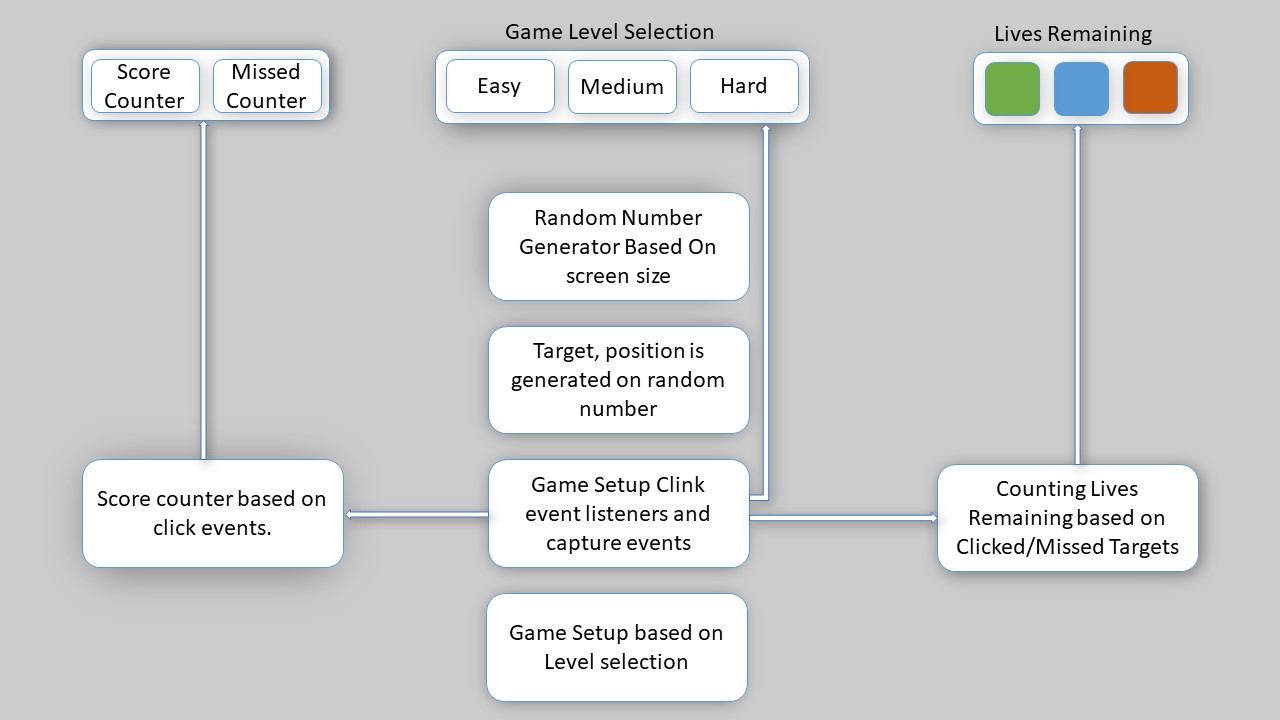 Game Level Selection
Lives Remaining
Score
Counter
Missed
Counter
Easy
Medium
Hard
Random Number
Generator Based On
screen size
Target, position is
generated on random
number
Score counter based on
click events.
Game Setup Clink
event listeners and
capture events
Counting Lives
Remaining based on
Clicked/Missed Targets
Game Setup based on
Level selection